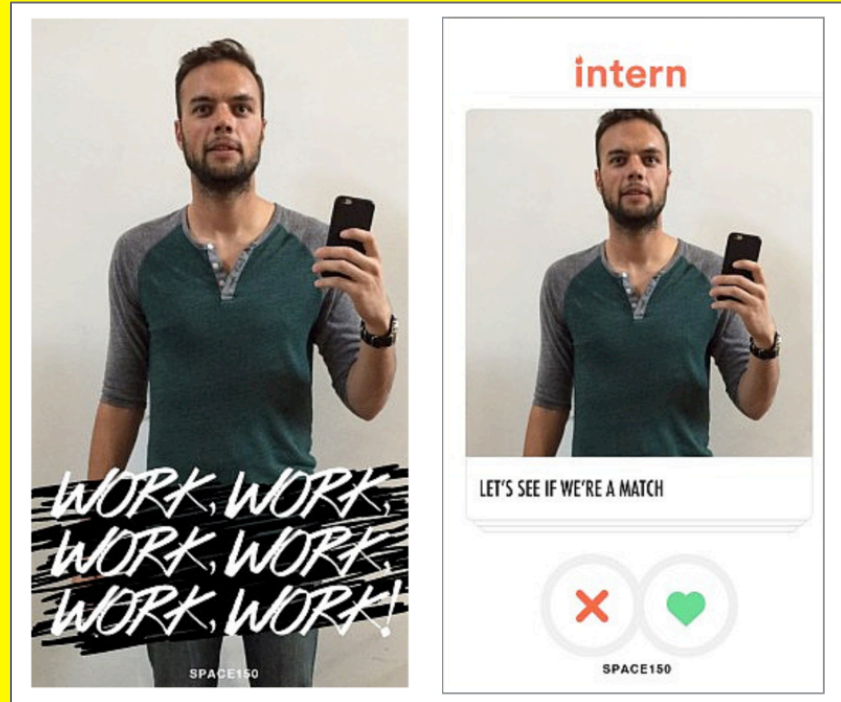 WORK, WORK,
WORK, WORK,
WORK, WORK!
SPACE150
intern
LET'S SEE IF WE'RE A MATCH
SPACE150